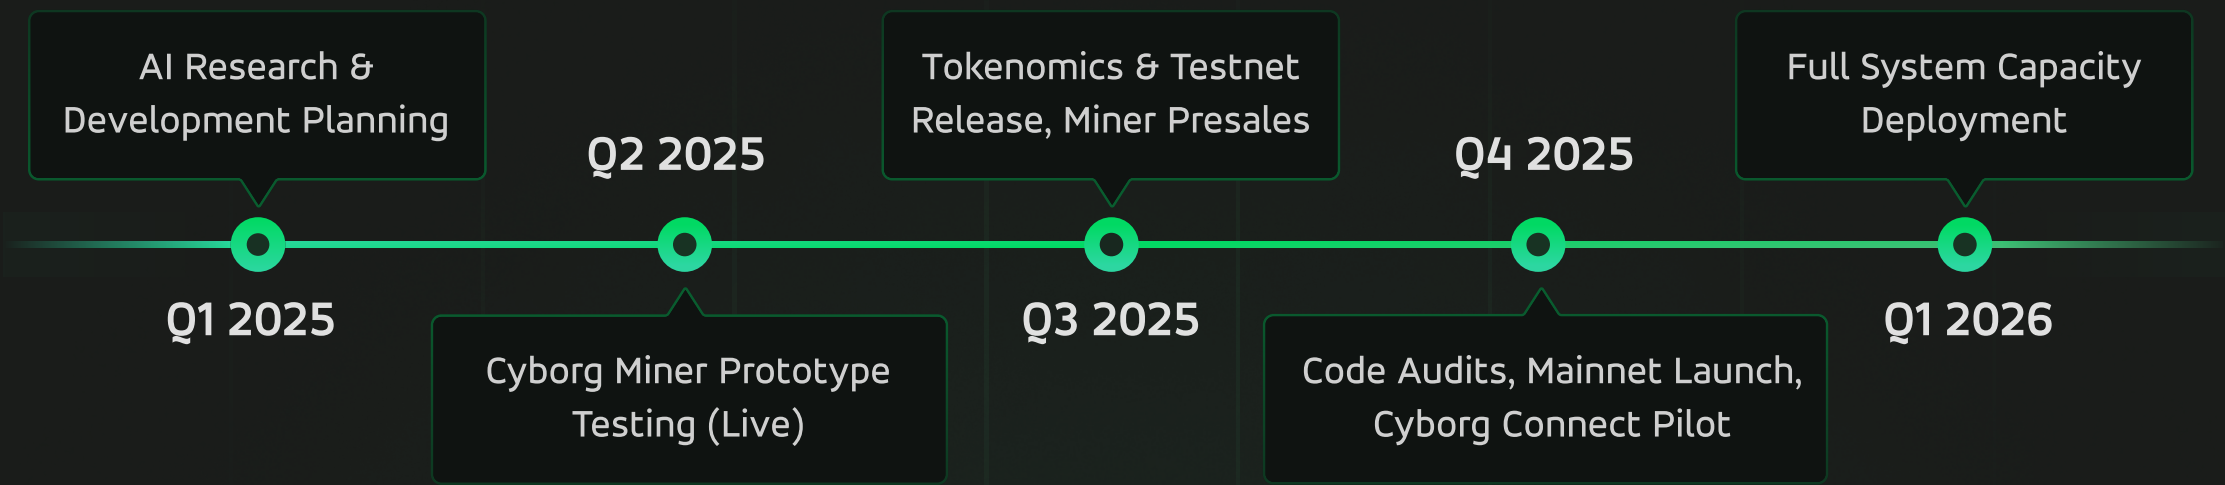 AI Research &
Development Planning
Q1 2025
Q2 2025
Cyborg Miner Prototype
Testing (Live)
Tokenomics & Testnet
Release, Miner Presales
Q3 2025
Q4 2025
Code Audits, Mainnet Launch,
Cyborg Connect Pilot
Full System Capacity
Deployment
Q1 2026